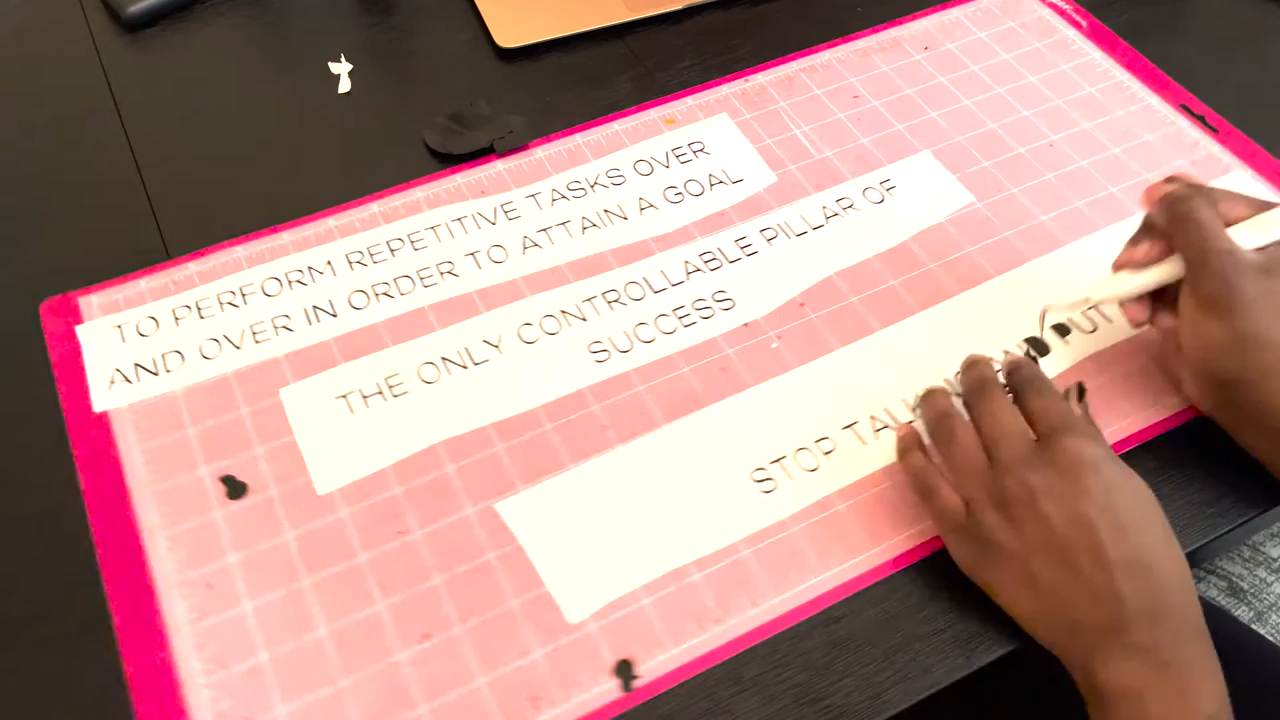 TO PERFORM REPETITIVE TASKS OVER
AND OVER IN ORDER TO ATTAIN A GOAL
THE ONLY CONTROLLABLE PILLAR OF
SUCCESS
STOP AND PUT